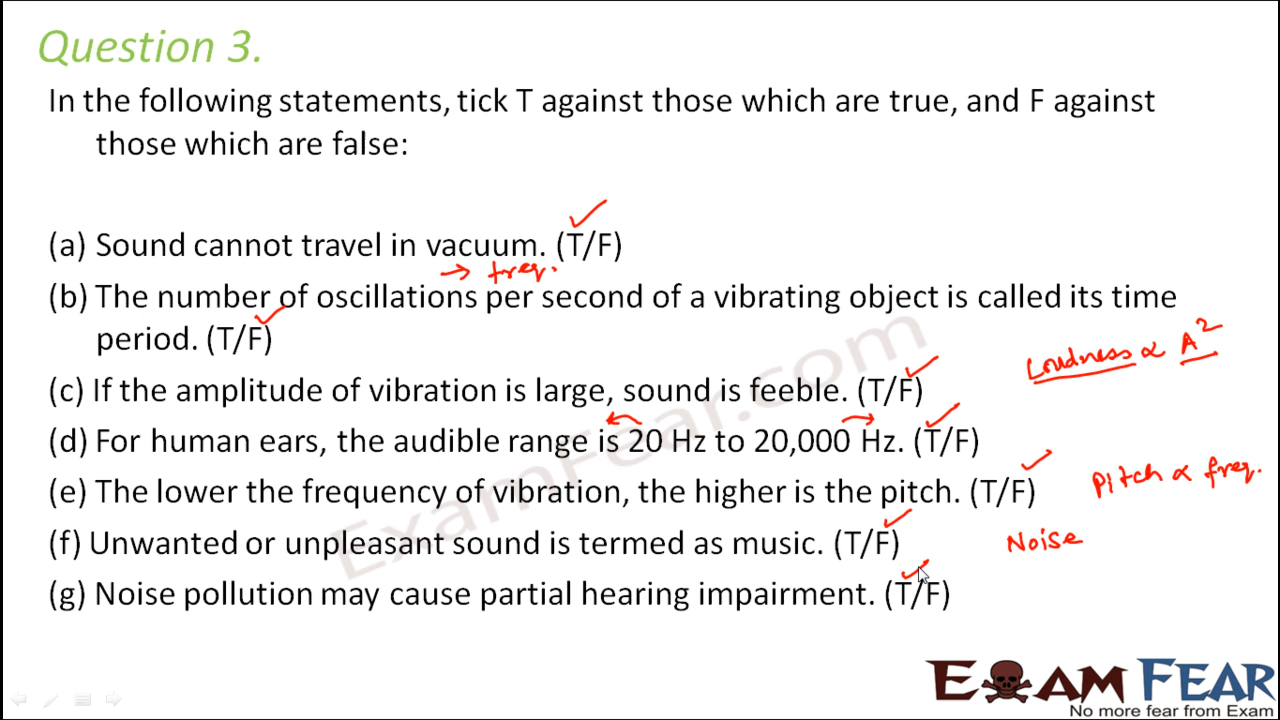 Question 3.
In the following statements, tick T against those which are true, and F against
those which are false:
(a) Sound cannot travel in vacuum. (T/F)
→ freq.
(b) The number of oscillations per second of a vibrating object is called its time
period. (T/F)
Loudness ∝ A²
(c) If the amplitude of vibration is large, sound is feeble. (T/F)
(d) For human ears, the audible range is 20 Hz to 20,000 Hz. (T/F)
(e) The lower the frequency of vibration, the higher is the pitch. (T/F)
Pitch ∝ freq.
(f) Unwanted or unpleasant sound is termed as music. (T/F)
Noise
(g) Noise pollution may cause partial hearing impairment. (T/F)
ExamFear.com
EXAM FEAR
No more fear from Exam